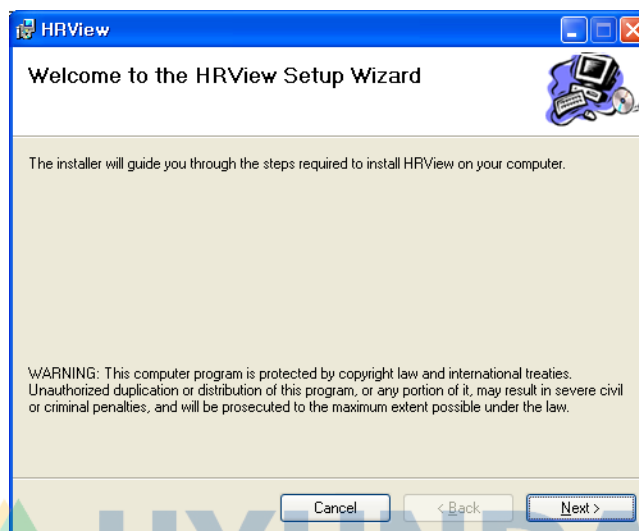 HRView
Welcome to the HRView Setup Wizard
The installer will guide you through the steps required to install HRView on your computer.
WARNING: This computer program is protected by copyright law and international treaties.
Unauthorized duplication or distribution of this program, or any portion of it, may result in severe civil
or criminal penalties, and will be prosecuted to the maximum extent possible under the law.
Cancel < Back Next >